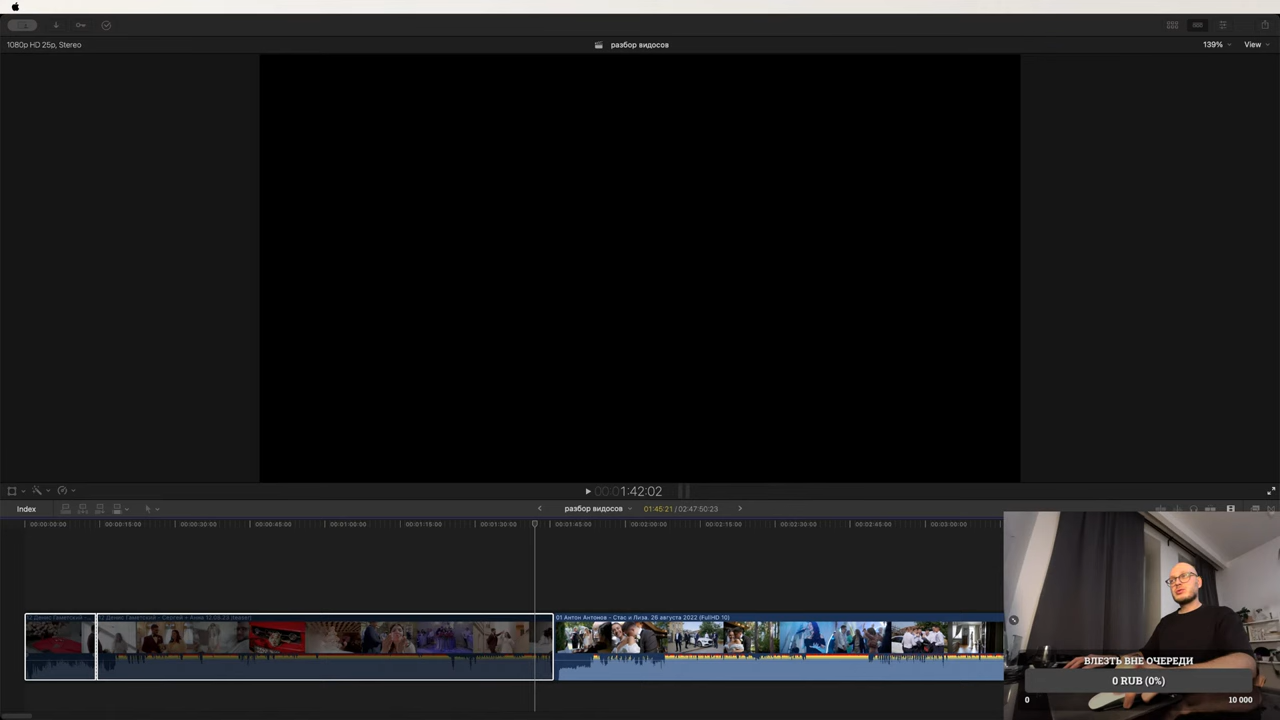 1080p HD 25p, Stereo
разбор видосов
139%
View
00:00:01:42:02
Index
разбор видосов
01:45:21 / 02:47:50:23
00:00:00:00
00:00:15:00
00:00:30:00
00:00:45:00
00:01:00:00
00:01:15:00
00:01:30:00
00:01:45:00
00:02:00:00
00:02:15:00
00:02:30:00
00:02:45:00
00:03:00:00
01 Антон Антонов – Стас и Лиза. 26 августа 2022 (FullHD 10)
ВЛЕЗТЬ ВНЕ ОЧЕРЕДИ
0 RUB (0%)
0
10 000